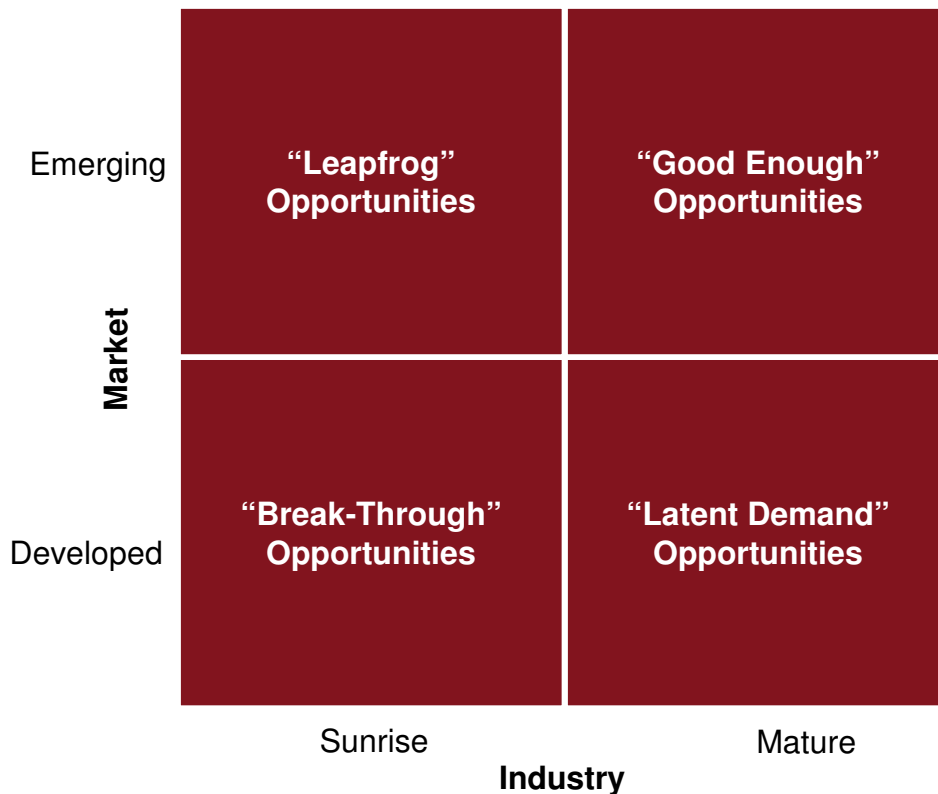 Emerging
“Leapfrog”
Opportunities
“Good Enough”
Opportunities
Market
Developed
“Break-Through”
Opportunities
“Latent Demand”
Opportunities
Sunrise
Mature
Industry